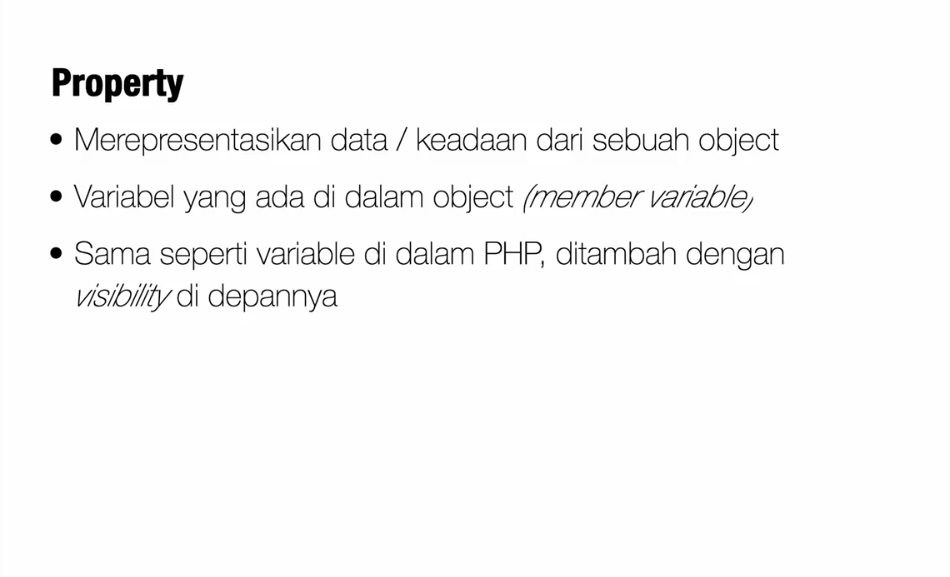 Property
• Merepresentasikan data / keadaan dari sebuah object
• Variabel yang ada di dalam object (member variable)
• Sama seperti variable di dalam PHP, ditambah dengan
visibility di depannya